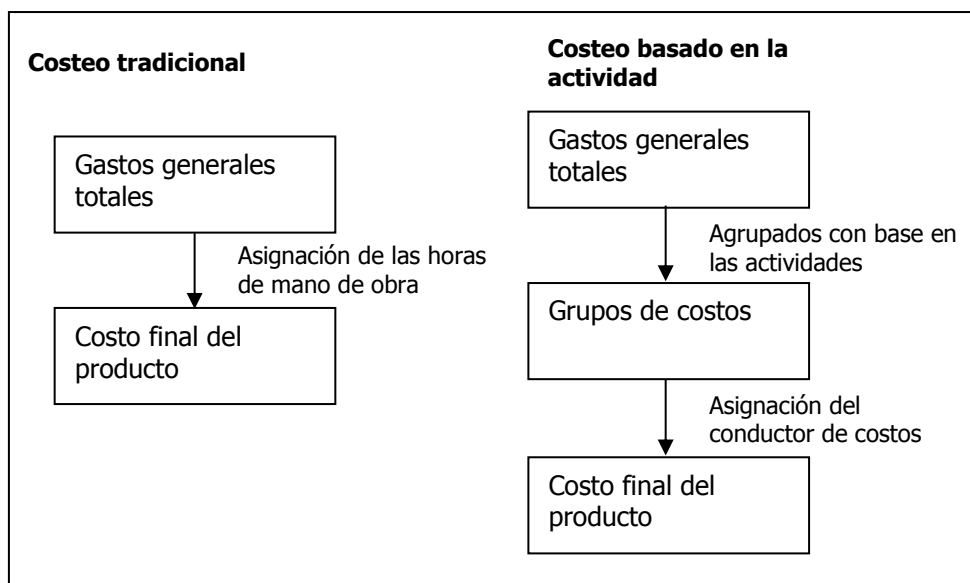 Costeo tradicional
Gastos generales
totales
Asignación de las horas
de mano de obra
Costo final del
producto
Costeo basado en la
actividad
Gastos generales
totales
Agrupados con base en
las actividades
Grupos de costos
Asignación del
conductor de costos
Costo final del
producto